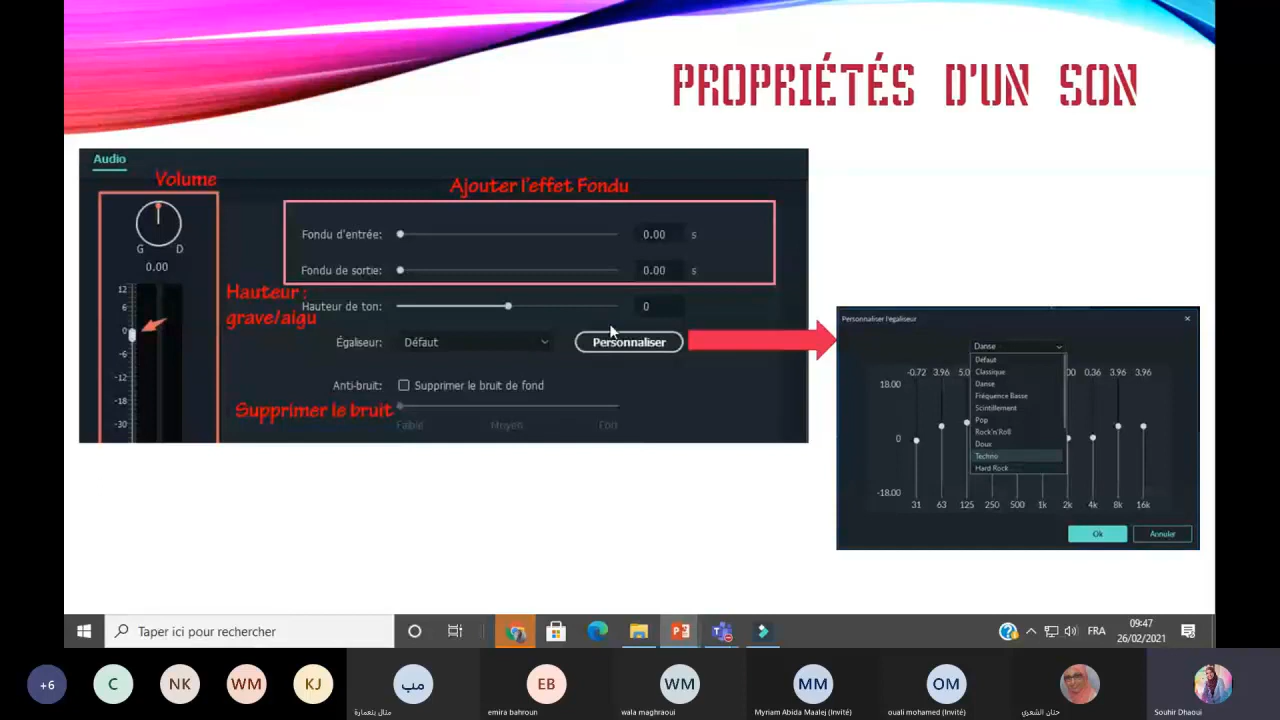 PROPRIÉTÉS D'UN SON
Audio
Volume
Ajouter l'effet Fondu
G D
0.00
12
6
0
-6
-12
-18
-30
Fondu d'entrée: 0.00 s
Fondu de sortie: 0.00 s
Hauteur :
grave/aigu
Hauteur de ton: 0
Égaliseur: Défaut Personnaliser
Anti-bruit: Supprimer le bruit de fond
Supprimer le bruit
Faible Moyen Fort
Personnaliser l'égaliseur
Danse
Défaut
Classique
Danse
Fréquence Basse
Scintillement
Pop
Rock'n'Roll
Doux
Techno
Hard Rock
-0.72 3.96 0.36 3.96 3.96
18.00
0
-18.00
31 63 125 250 500 1k 2k 4k 8k 16k
Ok Annuler
Taper ici pour rechercher
FRA
09:47
26/02/2021
+6 C NK WM KJ مب EB WM MM OM
منال بنعمارة
emira bahroun
wala maghraoui
Myriam Abida Maalej (Invité)
ouali mohamed (Invité)
حنان الشعري
Souhir Dhaoui